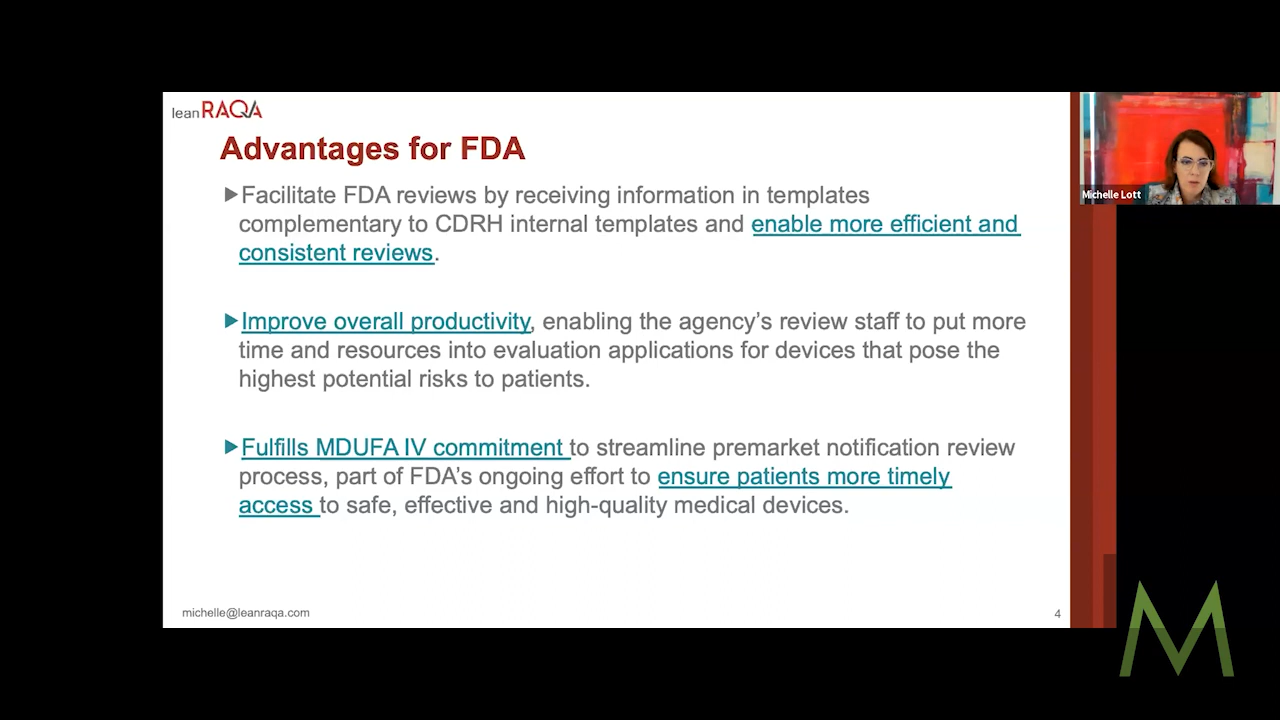 lean RAQA
Advantages for FDA
Facilitate FDA reviews by receiving information in templates
complementary to CDRH internal templates and enable more efficient and
consistent reviews.
Improve overall productivity, enabling the agency's review staff to put more
time and resources into evaluation applications for devices that pose the
highest potential risks to patients.
Fulfills MDUFA IV commitment to streamline premarket notification review
process, part of FDA's ongoing effort to ensure patients more timely
access to safe, effective and high-quality medical devices.
michelle@leanraqa.com
4
Michelle Lott
M